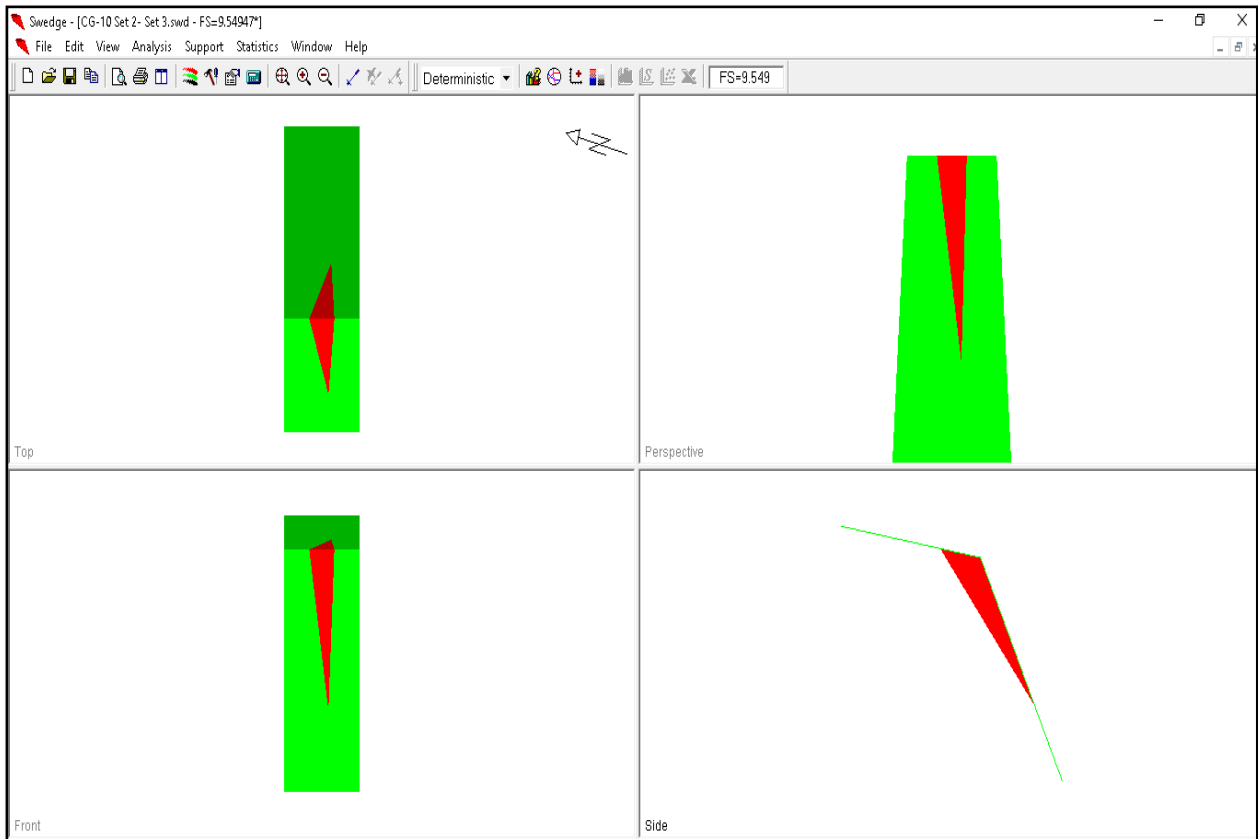 Swedge - [CG-10 Set 2- Set 3.swd - FS=9.54947*]
File Edit View Analysis Support Statistics Window Help
Deterministic FS=9.549
Top
Perspective
Front
Side